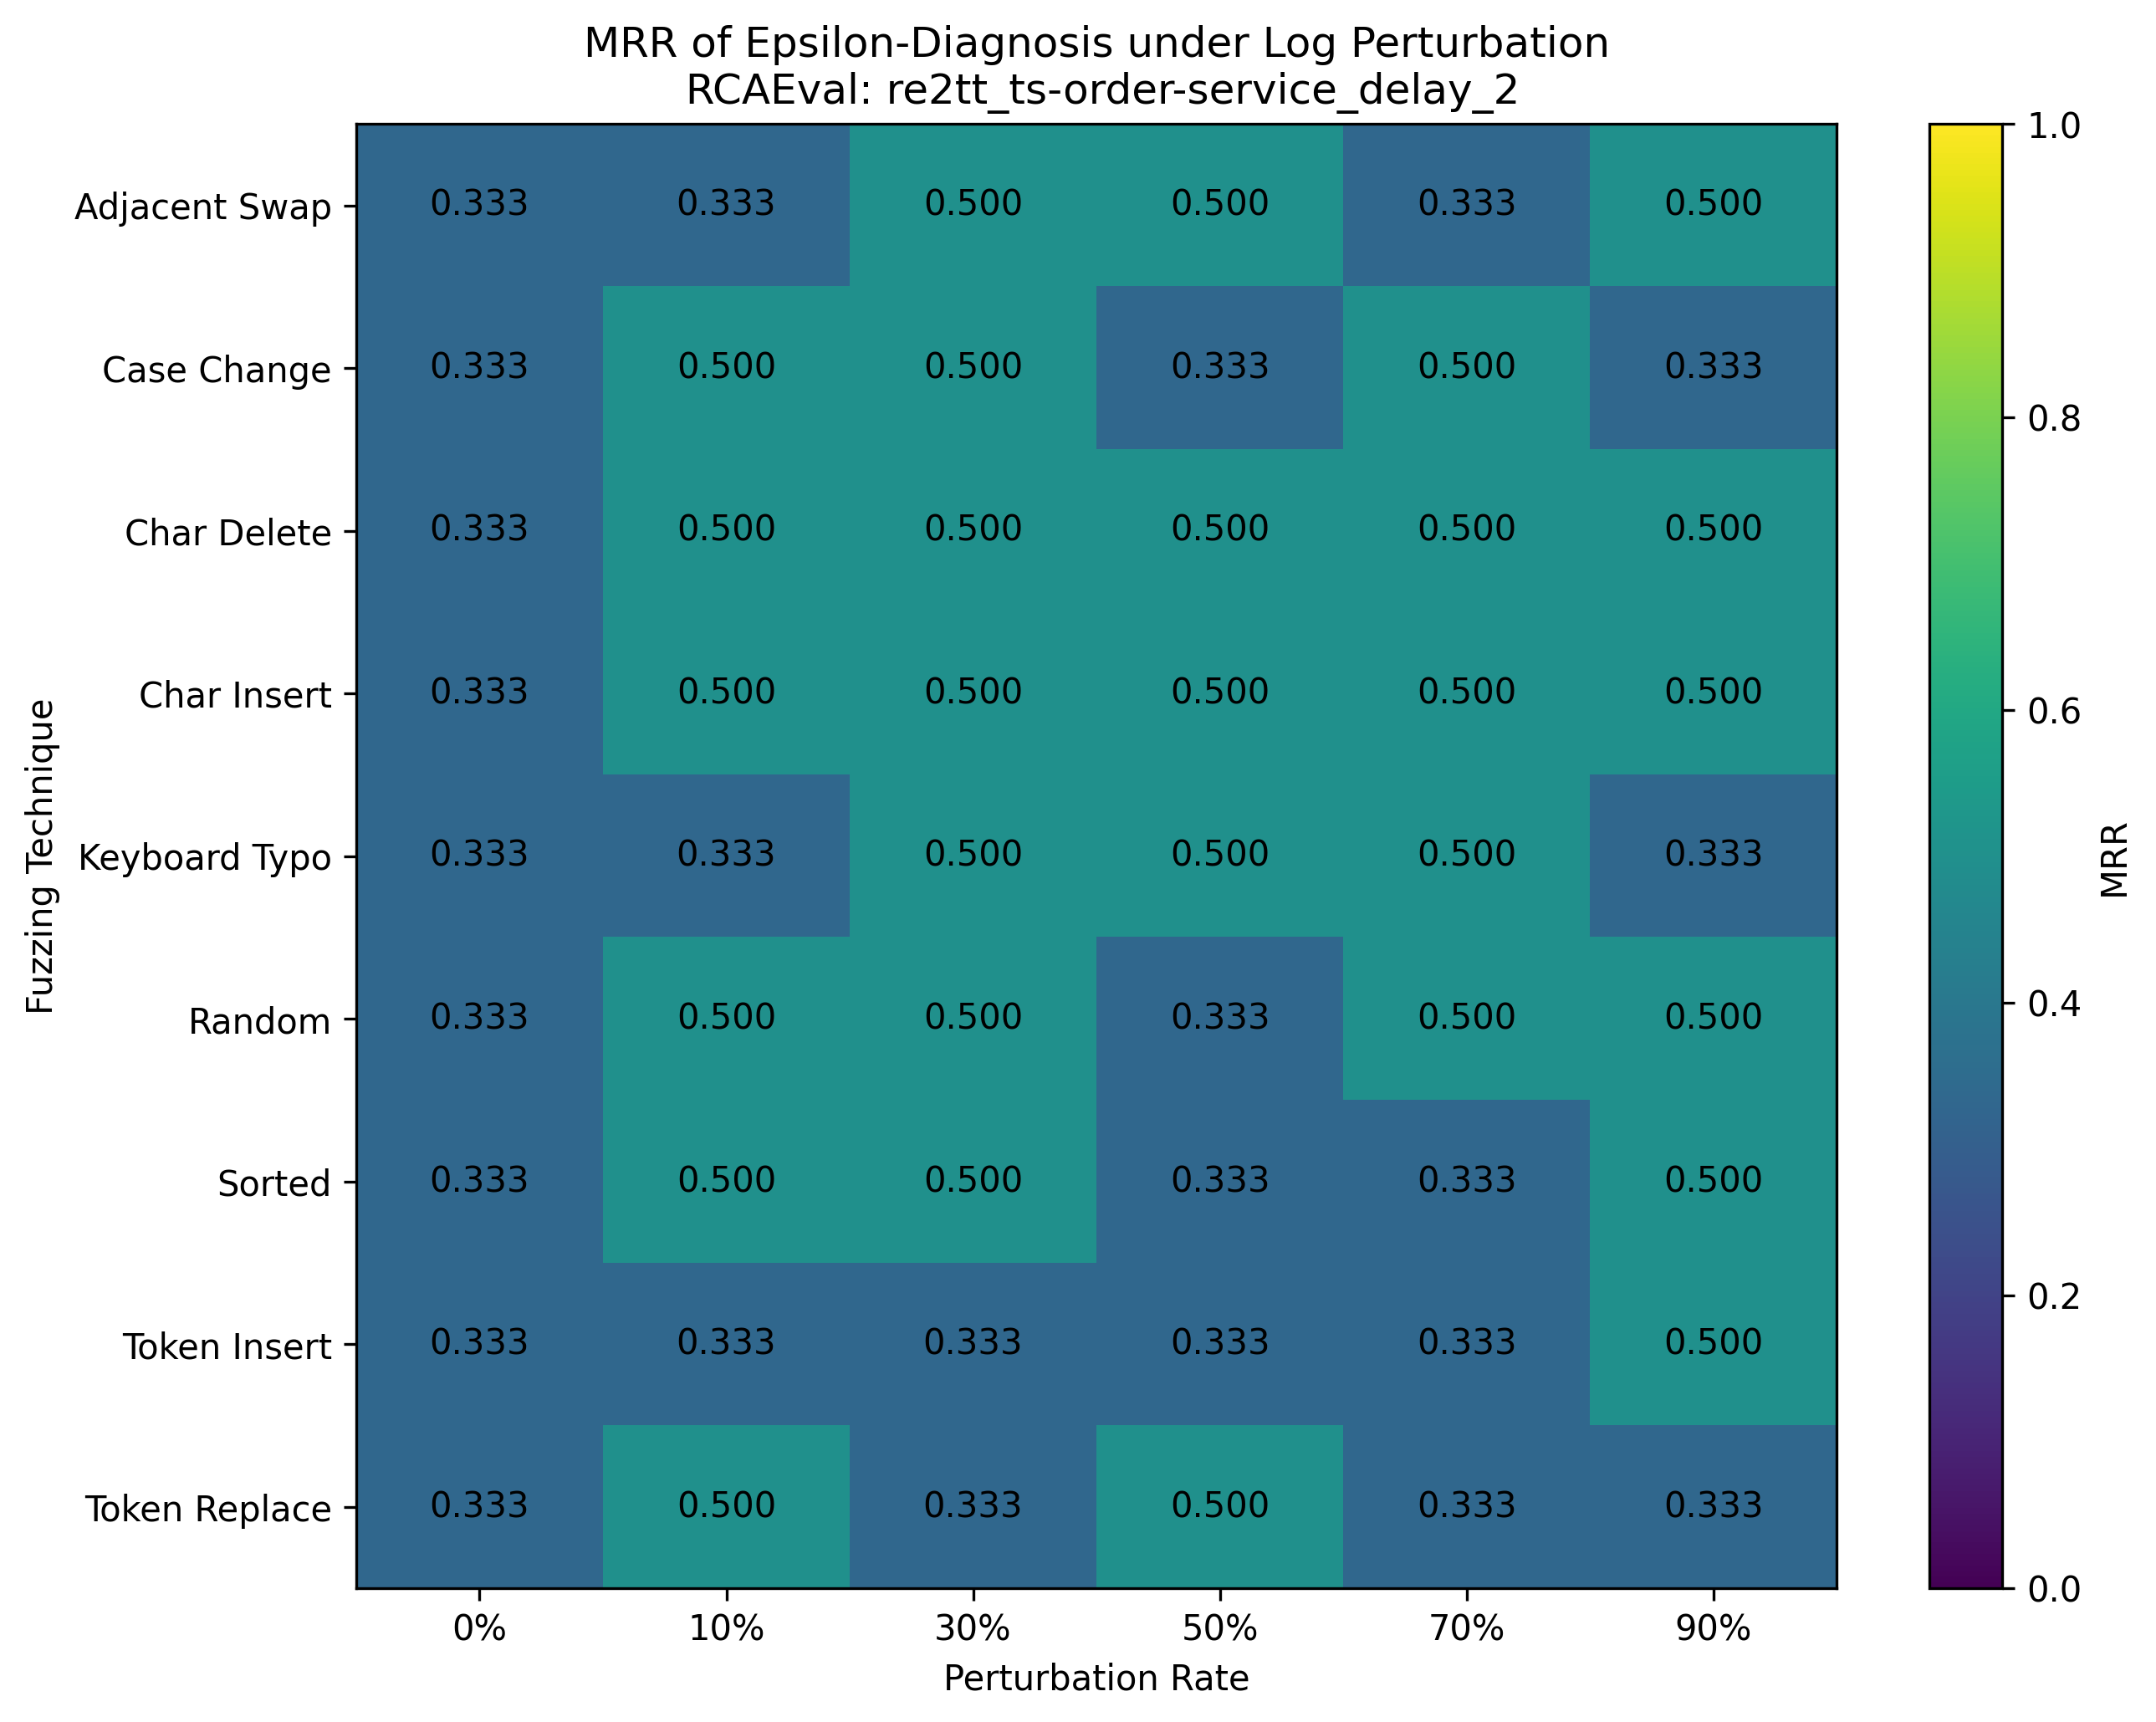 MRR of Epsilon-Diagnosis under Log Perturbation
RCAEval: re2tt_ts-order-service_delay_2
Fuzzing Technique
Adjacent Swap 0.333 0.333 0.500 0.500 0.333 0.500
Case Change 0.333 0.500 0.500 0.333 0.500 0.333
Char Delete 0.333 0.500 0.500 0.500 0.500 0.500
Char Insert 0.333 0.500 0.500 0.500 0.500 0.500
Keyboard Typo 0.333 0.333 0.500 0.500 0.500 0.333
Random 0.333 0.500 0.500 0.333 0.500 0.500
Sorted 0.333 0.500 0.500 0.333 0.333 0.500
Token Insert 0.333 0.333 0.333 0.333 0.333 0.500
Token Replace 0.333 0.500 0.333 0.500 0.333 0.333
0% 10% 30% 50% 70% 90%
Perturbation Rate
1.0
0.8
0.6
0.4
0.2
0.0
MRR